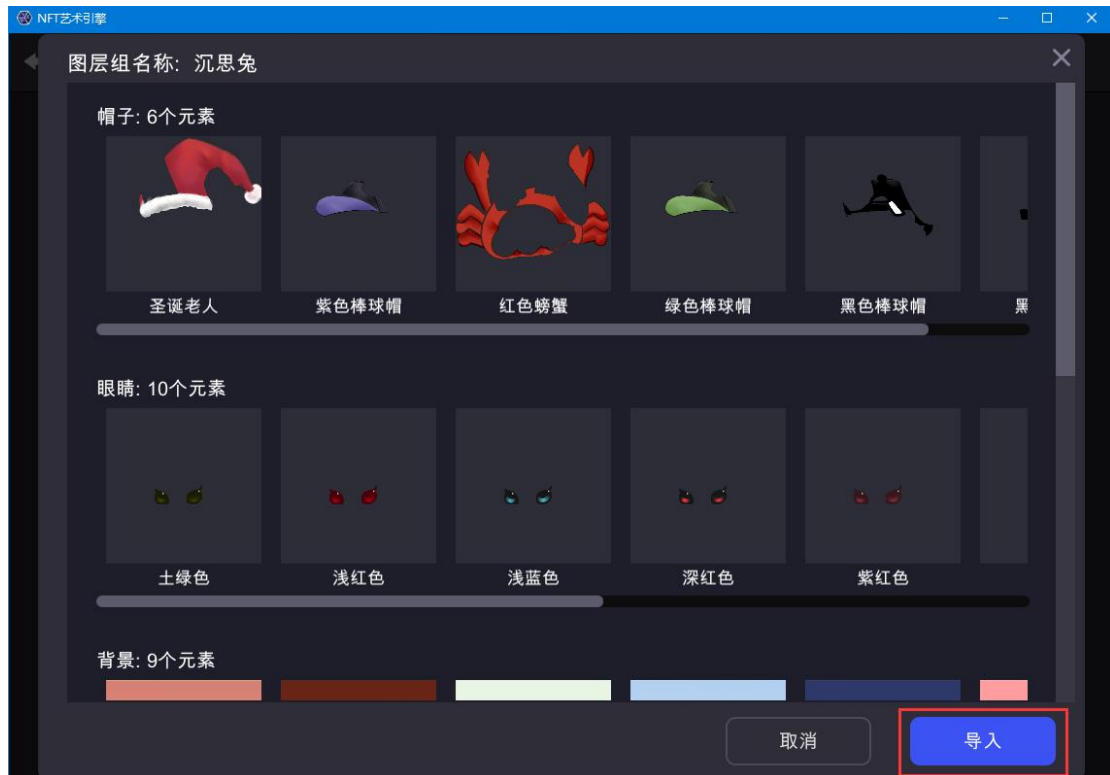 NFT艺术引擎
图层组名称: 沉思兔
帽子: 6个元素
圣诞老人 紫色棒球帽 红色螃蟹 绿色棒球帽 黑色棒球帽 黑
眼睛: 10个元素
土绿色 浅红色 浅蓝色 深红色 紫红色
背景: 9个元素
取消 导入